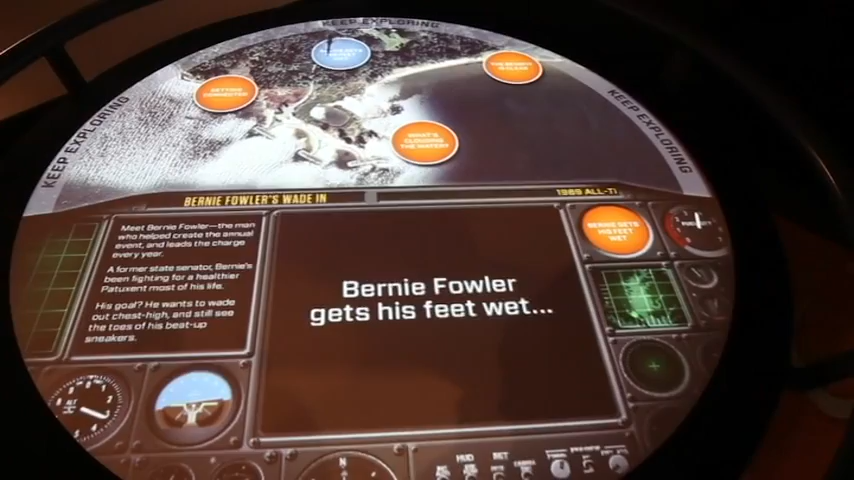 KEEP EXPLORING
KEEP EXPLORING
KEEP EXPLORING
GETTING
CONNECTED
WHAT'S
CLOUDING
THE WATER?
BERNIE FOWLER'S WADE IN
1989 ALL-TI
Meet Bernie Fowler—the man
who helped create the annual
event, and leads the charge
every year.
A former state senator, Bernie's
been fighting for a healthier
Patuxent most of his life.
His goal? He wants to wade
out chest-high, and still see
the toes of his beat-up
sneakers.
Bernie Fowler
gets his feet wet...
BERNIE GETS
HIS FEET
WET
ALT
N
HUD